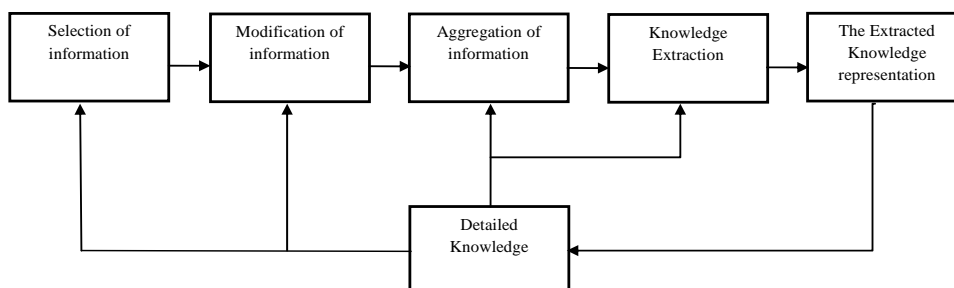 Selection of
information
Modification of
information
Aggregation of
information
Knowledge
Extraction
The Extracted
Knowledge
representation
Detailed
Knowledge